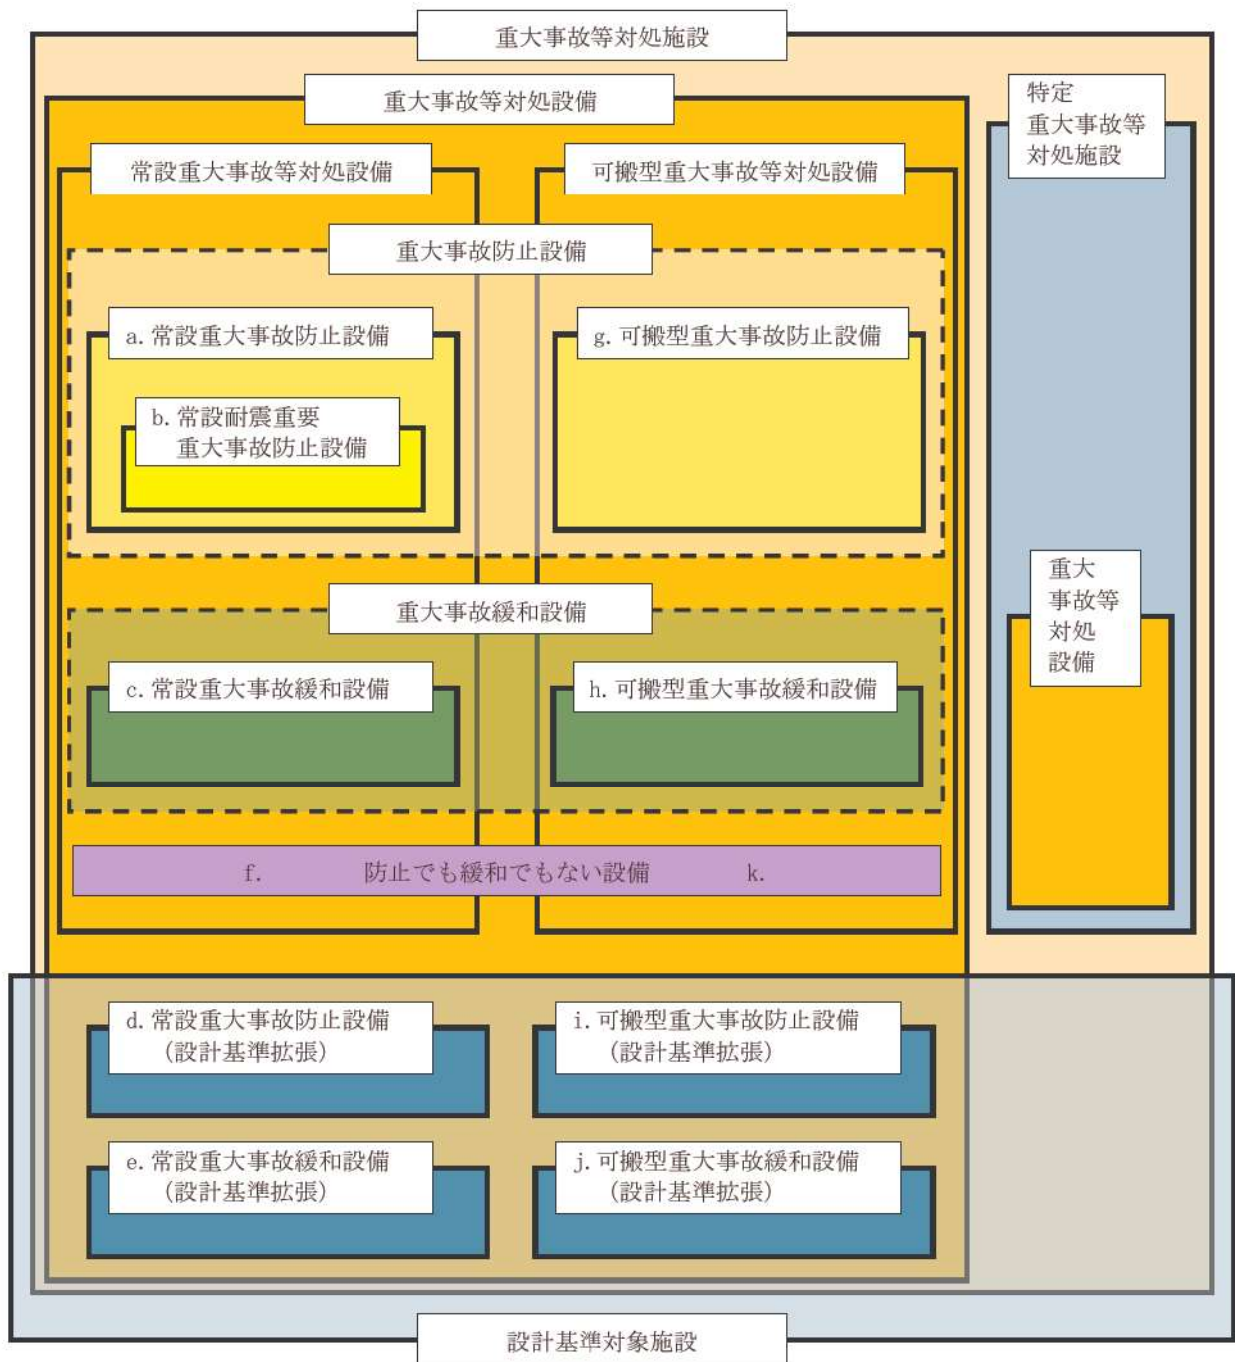 重大事故等対処施設
重大事故等対処設備
特定
重大事故等
対処施設
常設重大事故等対処設備
可搬型重大事故等対処設備
重大事故防止設備
a. 常設重大事故防止設備
g. 可搬型重大事故防止設備
b. 常設耐震重要
重大事故防止設備
重大
事故等
対処
設備
重大事故緩和設備
c. 常設重大事故緩和設備
h. 可搬型重大事故緩和設備
f. 防止でも緩和でもない設備 k.
d. 常設重大事故防止設備
(設計基準拡張)
i. 可搬型重大事故防止設備
(設計基準拡張)
e. 常設重大事故緩和設備
(設計基準拡張)
j. 可搬型重大事故緩和設備
(設計基準拡張)
設計基準対象施設